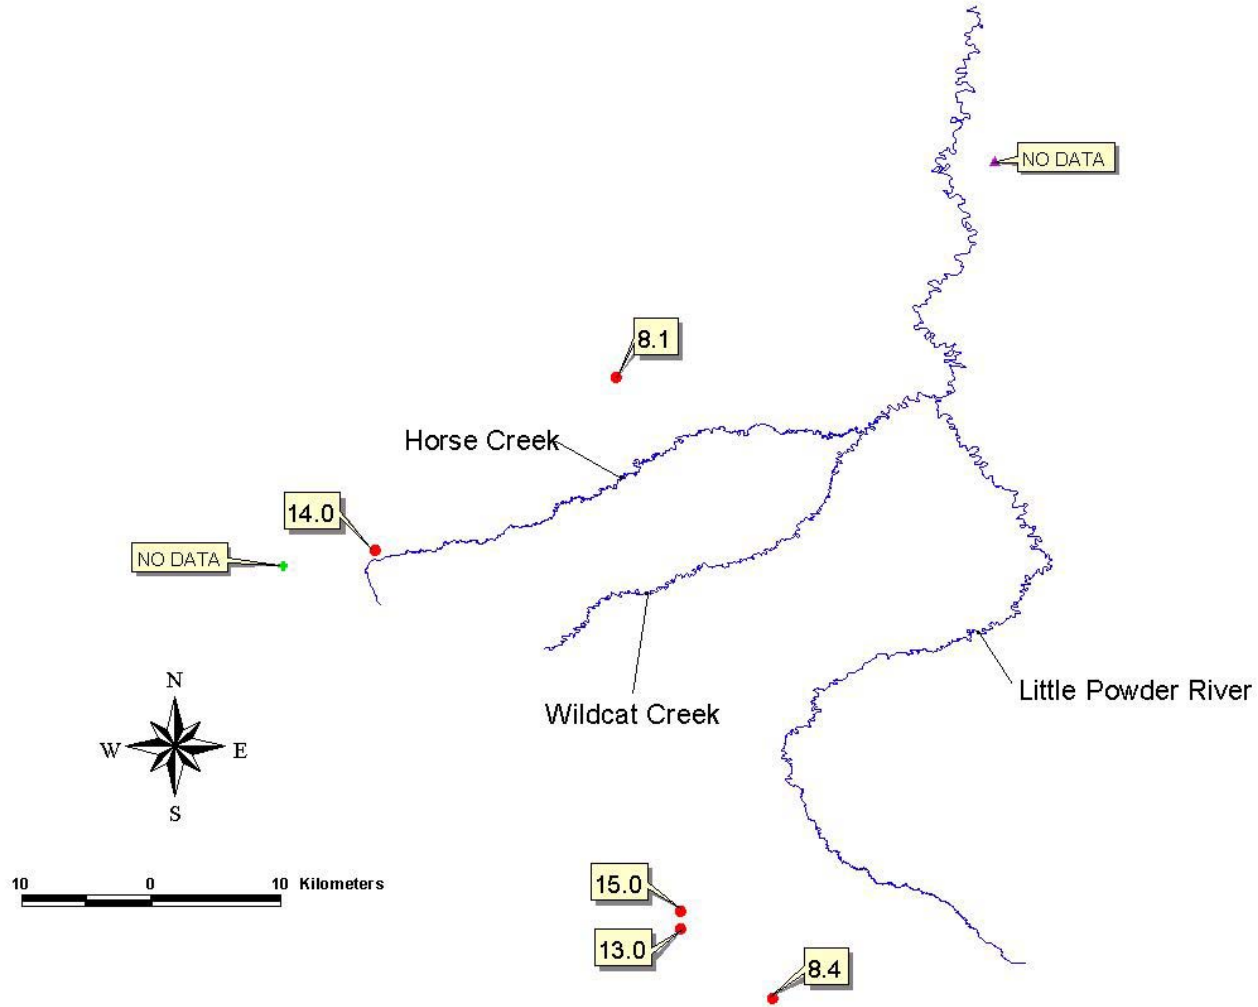 NO DATA
8.1
Horse Creek
14.0
NO DATA
Little Powder River
Wildcat Creek
N
W E
S
10 0 10 Kilometers
15.0
13.0
8.4